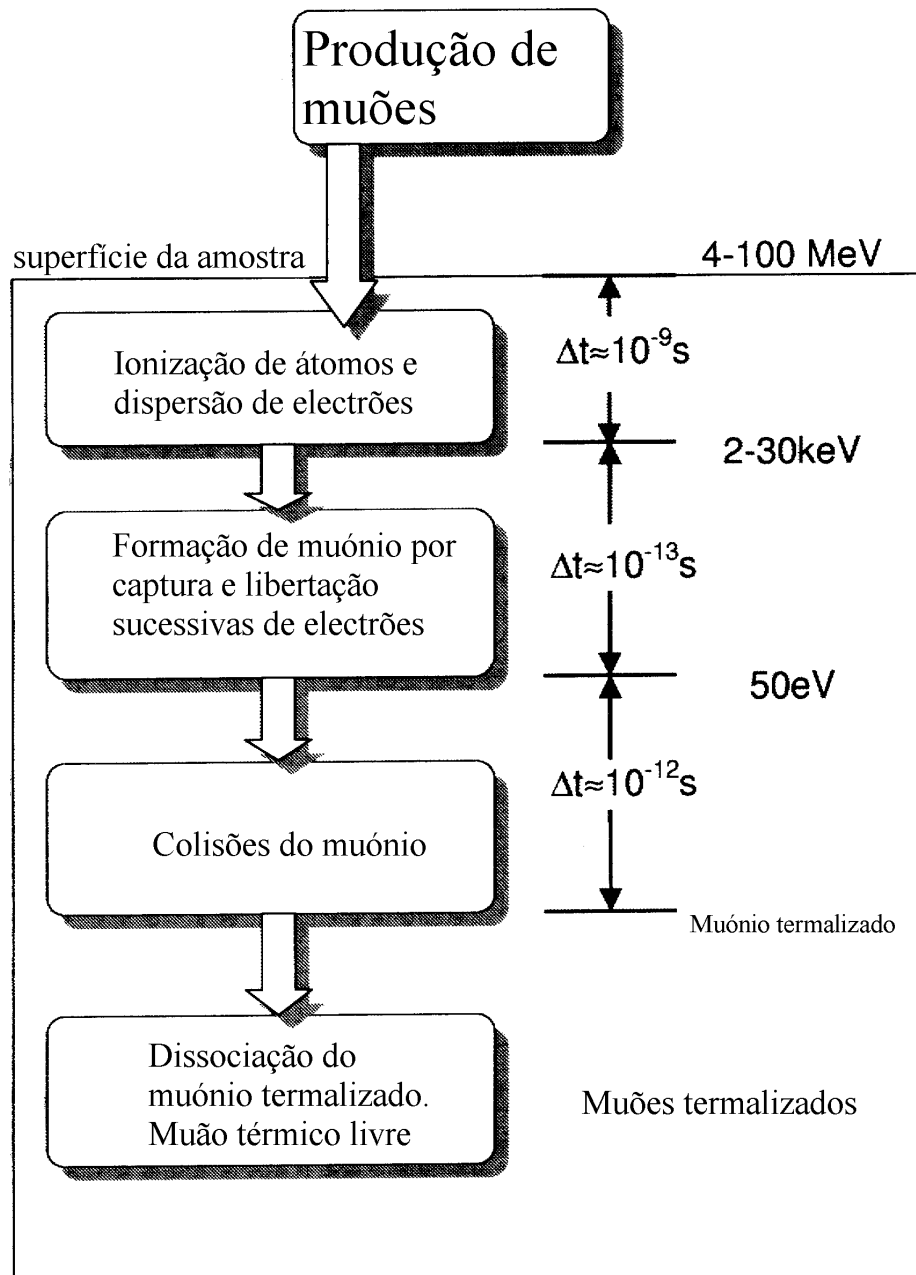 Produção de
muões
superfície da amostra
4-100 MeV
Ionização de átomos e
dispersão de electrões
Δt≈10⁻⁹s
2-30keV
Formação de muónio por
captura e libertação
sucessivas de electrões
Δt≈10⁻¹³s
50eV
Colisões do muónio
Δt≈10⁻¹²s
Muónio termalizado
Dissociação do
muónio termalizado.
Muão térmico livre
Muões termalizados